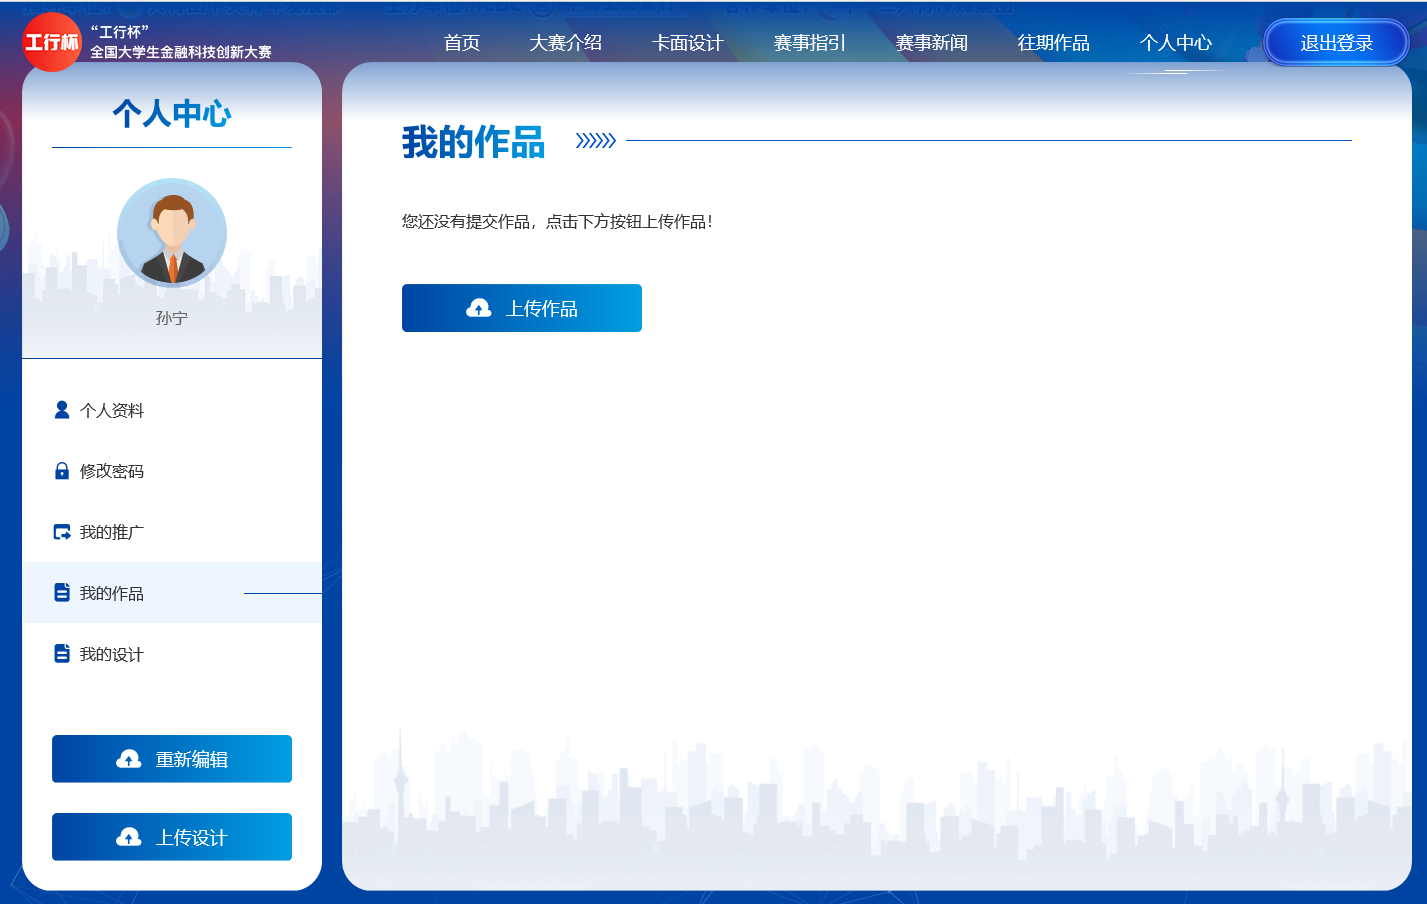 工行杯
“工行杯”
全国大学生金融科技创新大赛
首页
大赛介绍
卡面设计
赛事指引
赛事新闻
往期作品
个人中心
退出登录
个人中心
孙宁
个人资料
修改密码
我的推广
我的作品
我的设计
重新编辑
上传设计
我的作品
您还没有提交作品，点击下方按钮上传作品！
上传作品